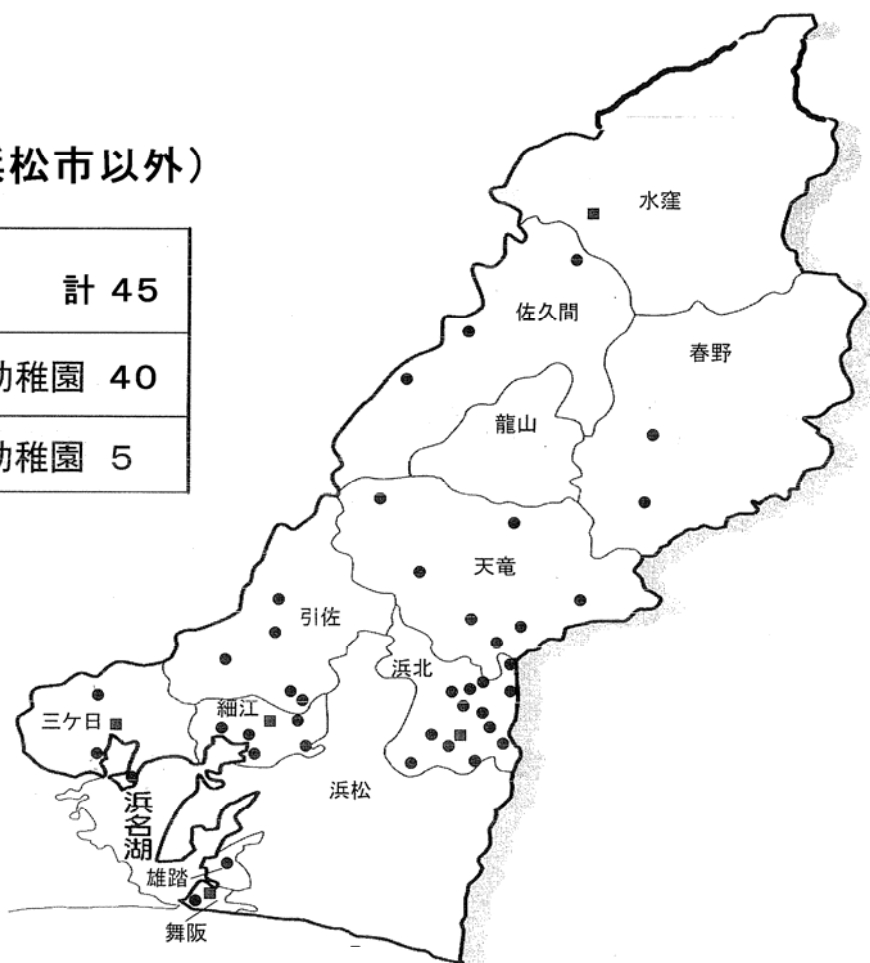 松市以外）
計 45
幼稚園 40
幼稚園 5
水窪
佐久間
春野
龍山
天竜
引佐
浜北
細江
三ケ日
浜松
浜名湖
雄踏
舞阪